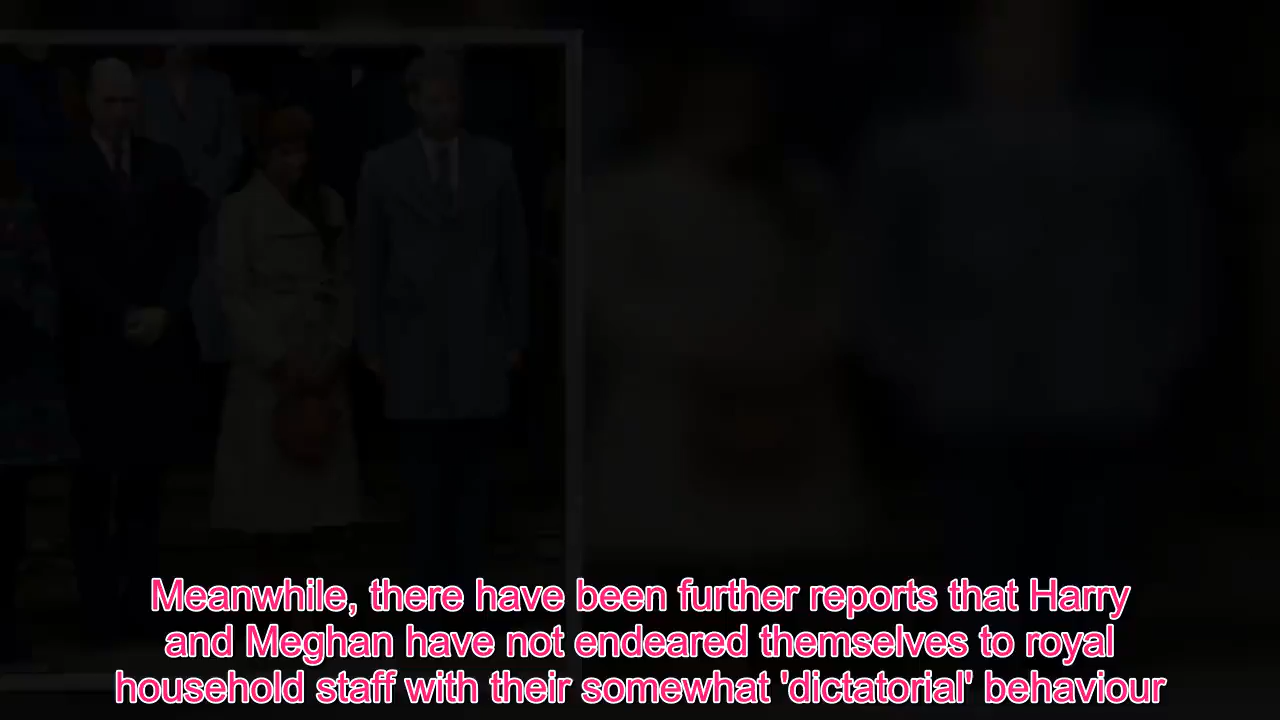 Meanwhile, there have been further reports that Harry
and Meghan have not endeared themselves to royal
household staff with their somewhat 'dictatorial' behaviour